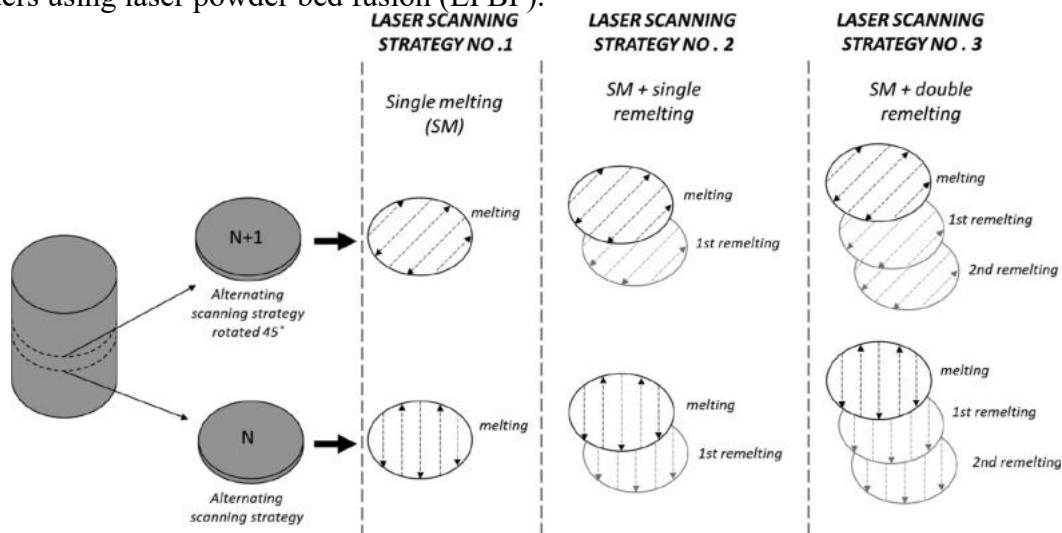 ers using laser powder bed fusion (LPBF).
LASER SCANNING
STRATEGY NO .1
LASER SCANNING
STRATEGY NO . 2
LASER SCANNING
STRATEGY NO . 3
Single melting
(SM)
SM + single
remelting
SM + double
remelting
N+1
Alternating
scanning strategy
rotated 45°
melting
melting
1st remelting
melting
1st remelting
2nd remelting
N
Alternating
scanning strategy
melting
melting
1st remelting
melting
1st remelting
2nd remelting